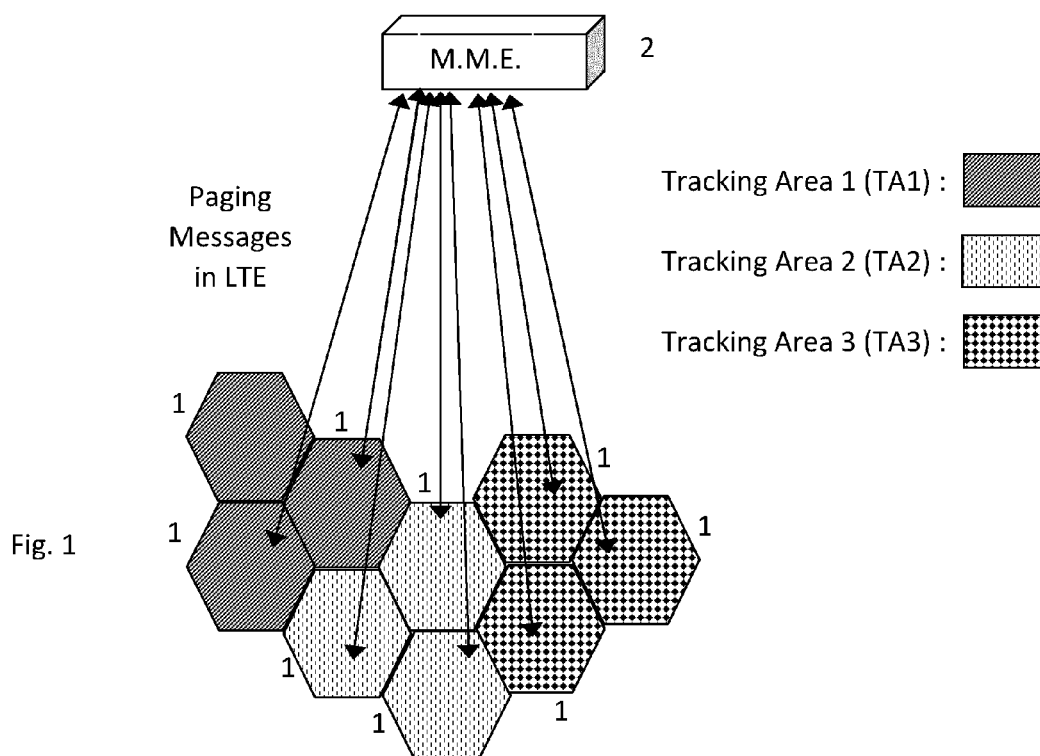 M.M.E.
2
Paging
Messages
in LTE
Tracking Area 1 (TA1) :
Tracking Area 2 (TA2) :
Tracking Area 3 (TA3) :
1
1
1
1
1
1
1
1
1
Fig. 1